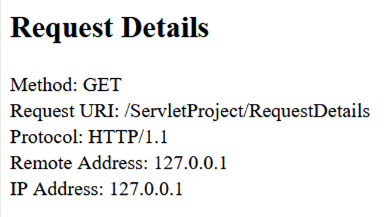 Request Details
Method: GET
Request URI: /ServletProject/RequestDetails
Protocol: HTTP/1.1
Remote Address: 127.0.0.1
IP Address: 127.0.0.1